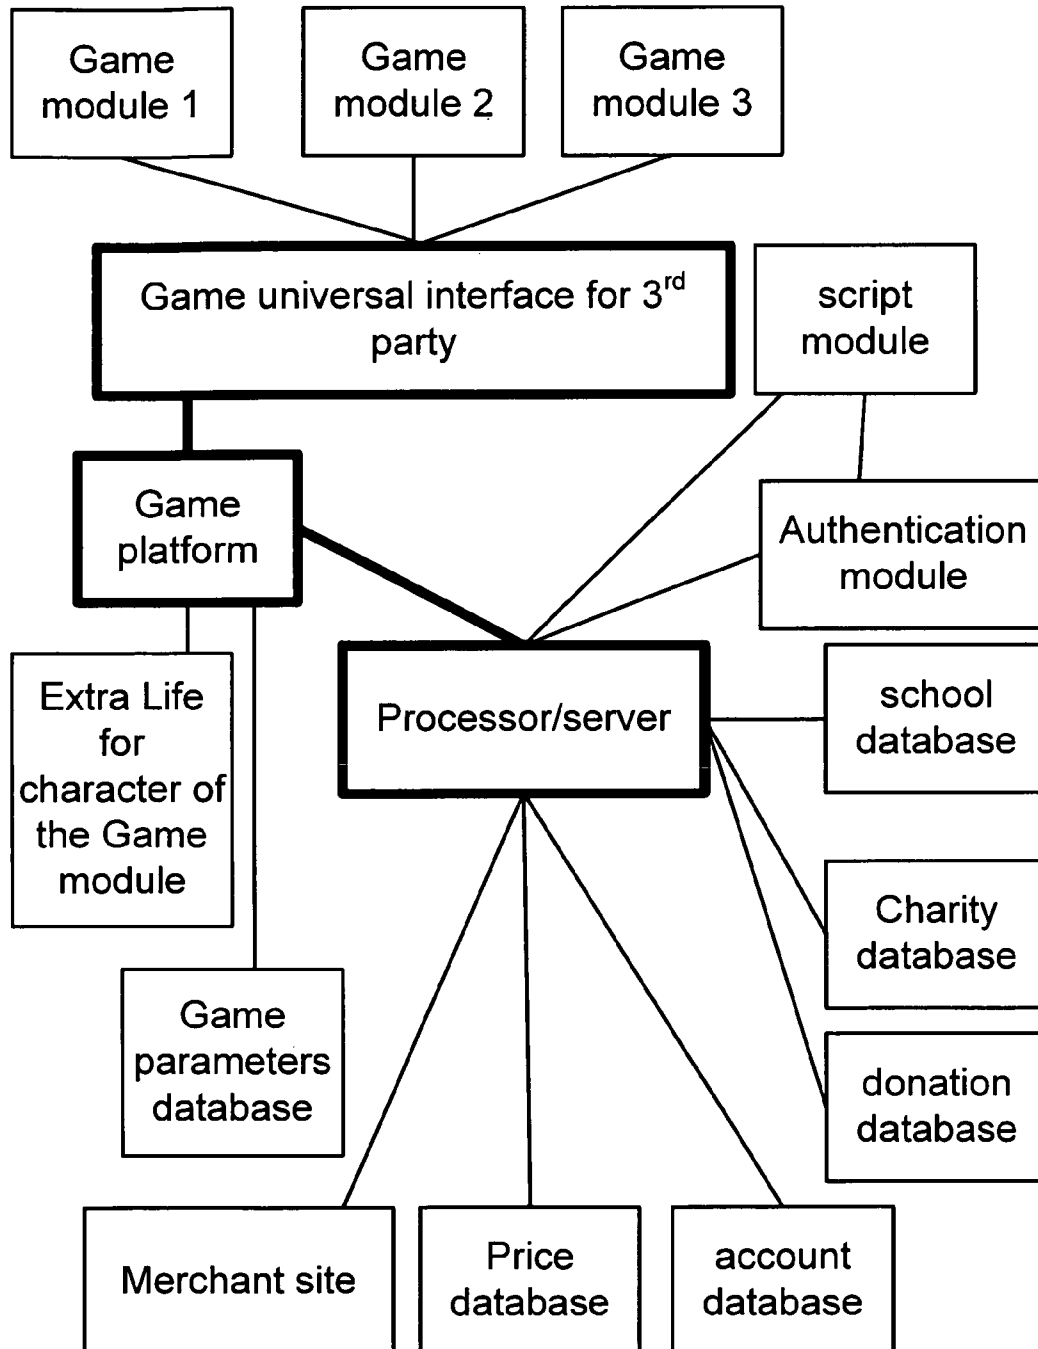 Game
module 1
Game
module 2
Game
module 3
Game universal interface for 3rd
party
script
module
Game
platform
Authentication
module
Extra Life
for
character of
the Game
module
Processor/server
school
database
Charity
database
Game
parameters
database
donation
database
Merchant site
Price
database
account
database